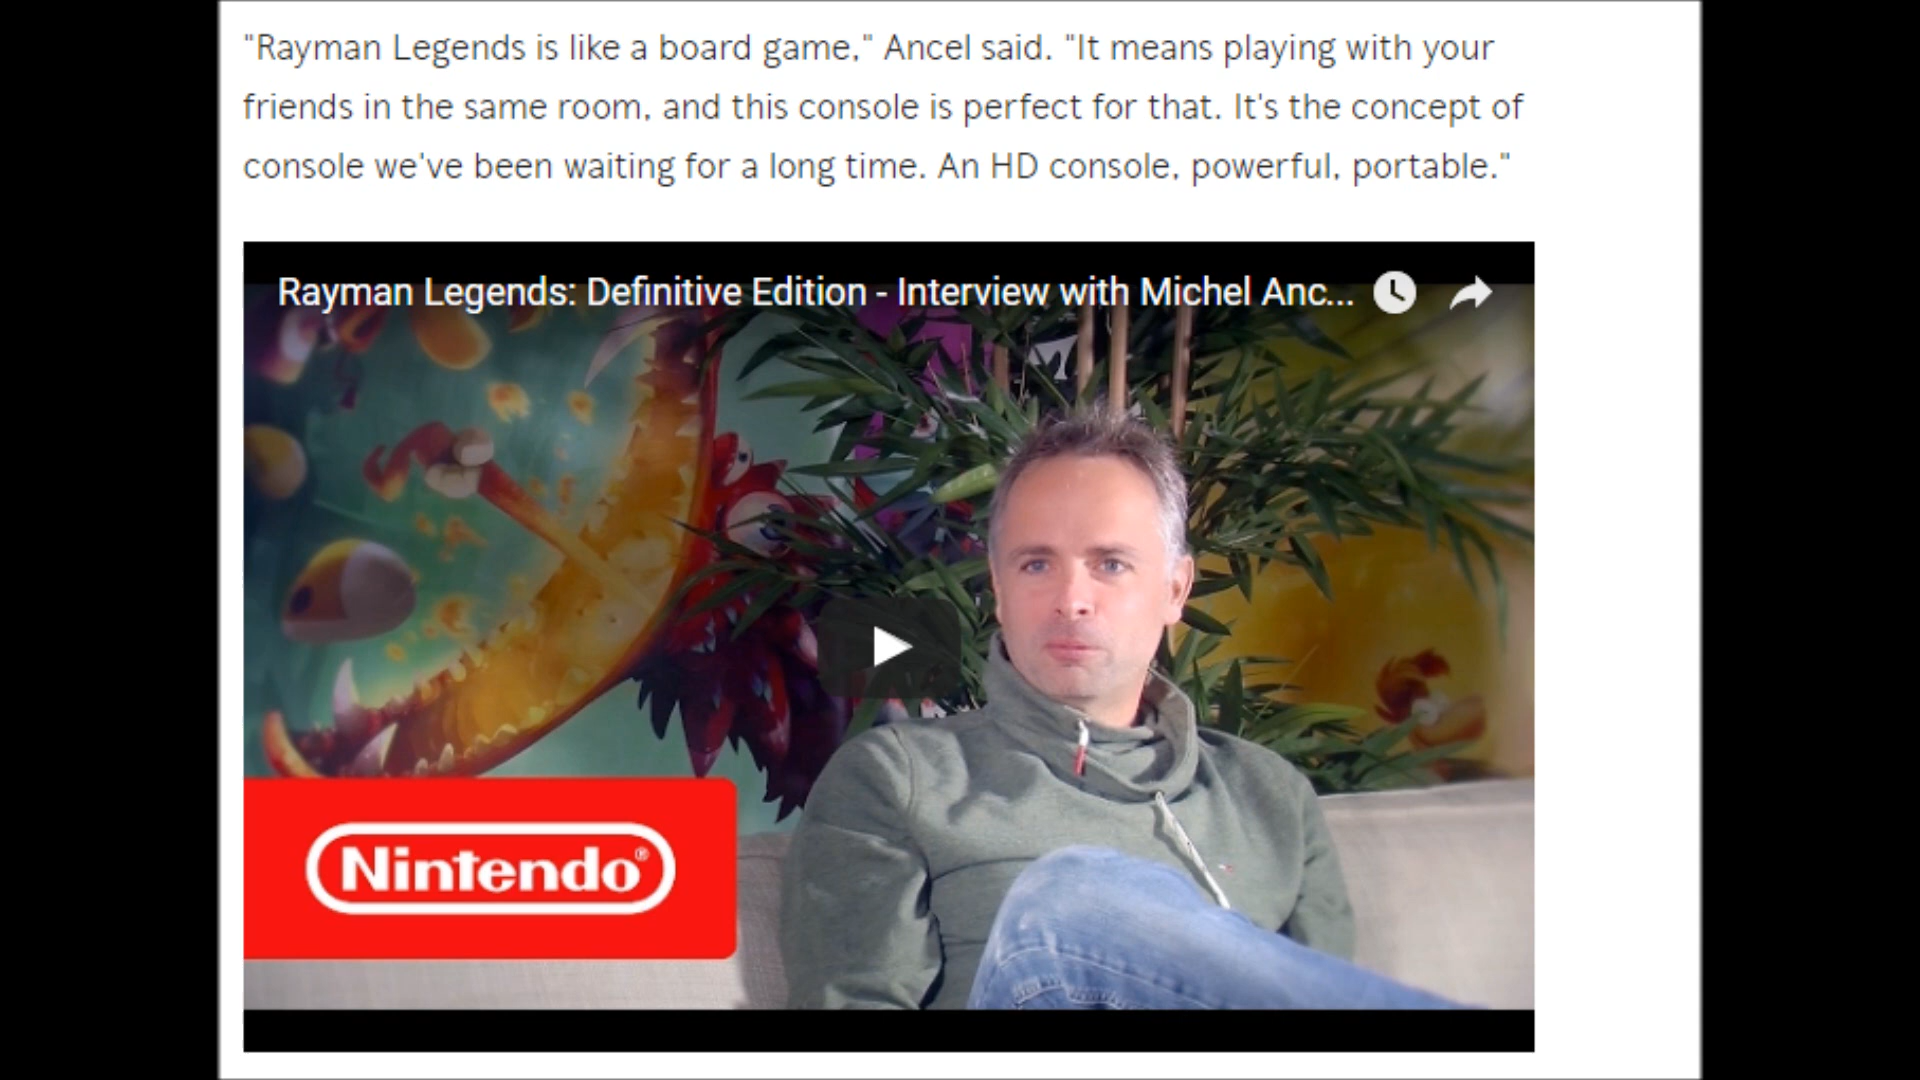 "Rayman Legends is like a board game," Ancel said. "It means playing with your
friends in the same room, and this console is perfect for that. It's the concept of
console we've been waiting for a long time. An HD console, powerful, portable."
Rayman Legends: Definitive Edition - Interview with Michel Anc...
Nintendo®